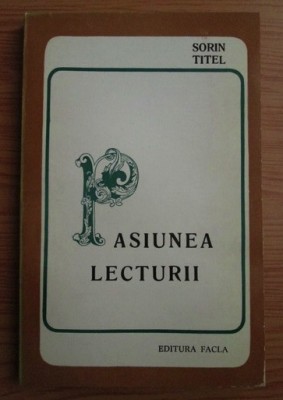 SORIN
TITEL
PASIUNEA
LECTURII
EDITURA FACLA